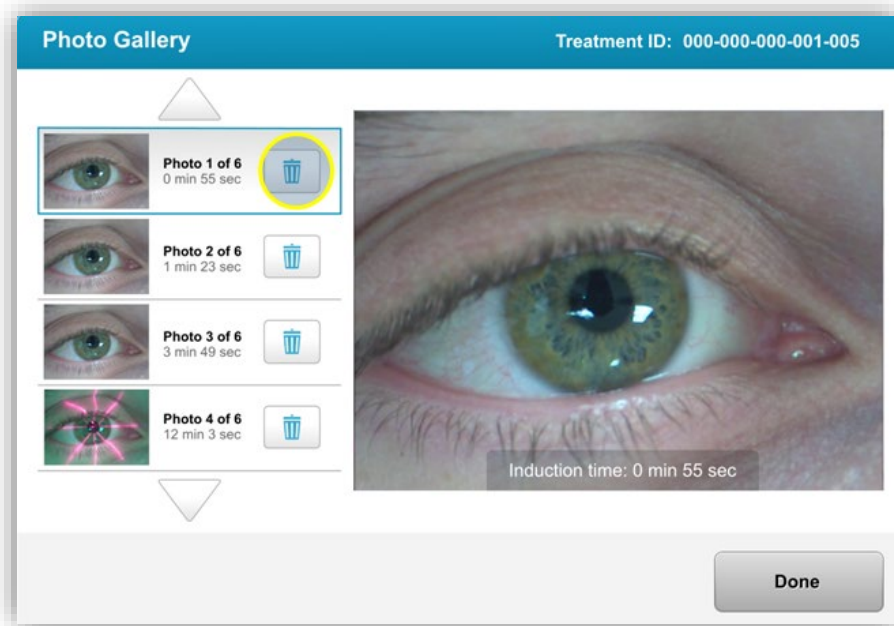 Photo Gallery
Treatment ID: 000-000-000-001-005
Photo 1 of 6
0 min 55 sec
Photo 2 of 6
1 min 23 sec
Photo 3 of 6
3 min 49 sec
Photo 4 of 6
12 min 3 sec
Induction time: 0 min 55 sec
Done